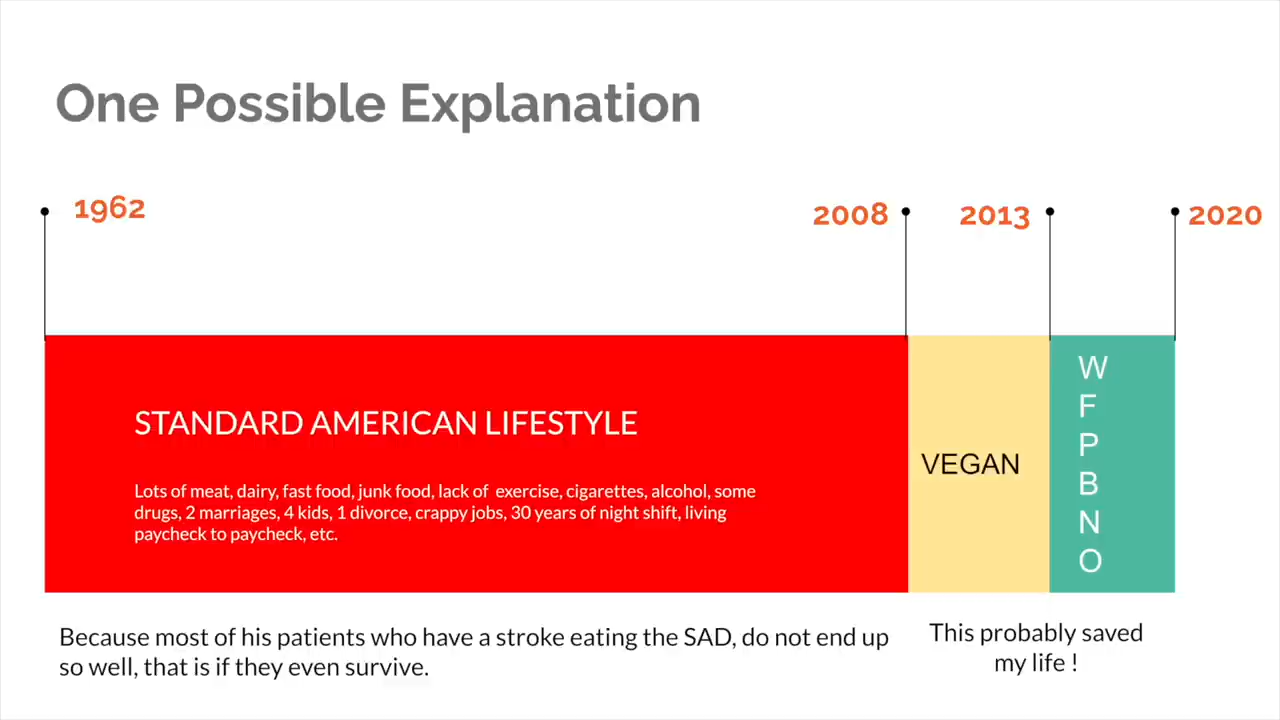 One Possible Explanation
1962
2008
2013
2020
STANDARD AMERICAN LIFESTYLE
Lots of meat, dairy, fast food, junk food, lack of exercise, cigarettes, alcohol, some
drugs, 2 marriages, 4 kids, 1 divorce, crappy jobs, 30 years of night shift, living
paycheck to paycheck, etc.
VEGAN
W
F
P
B
N
O
Because most of his patients who have a stroke eating the SAD, do not end up
so well, that is if they even survive.
This probably saved
my life !